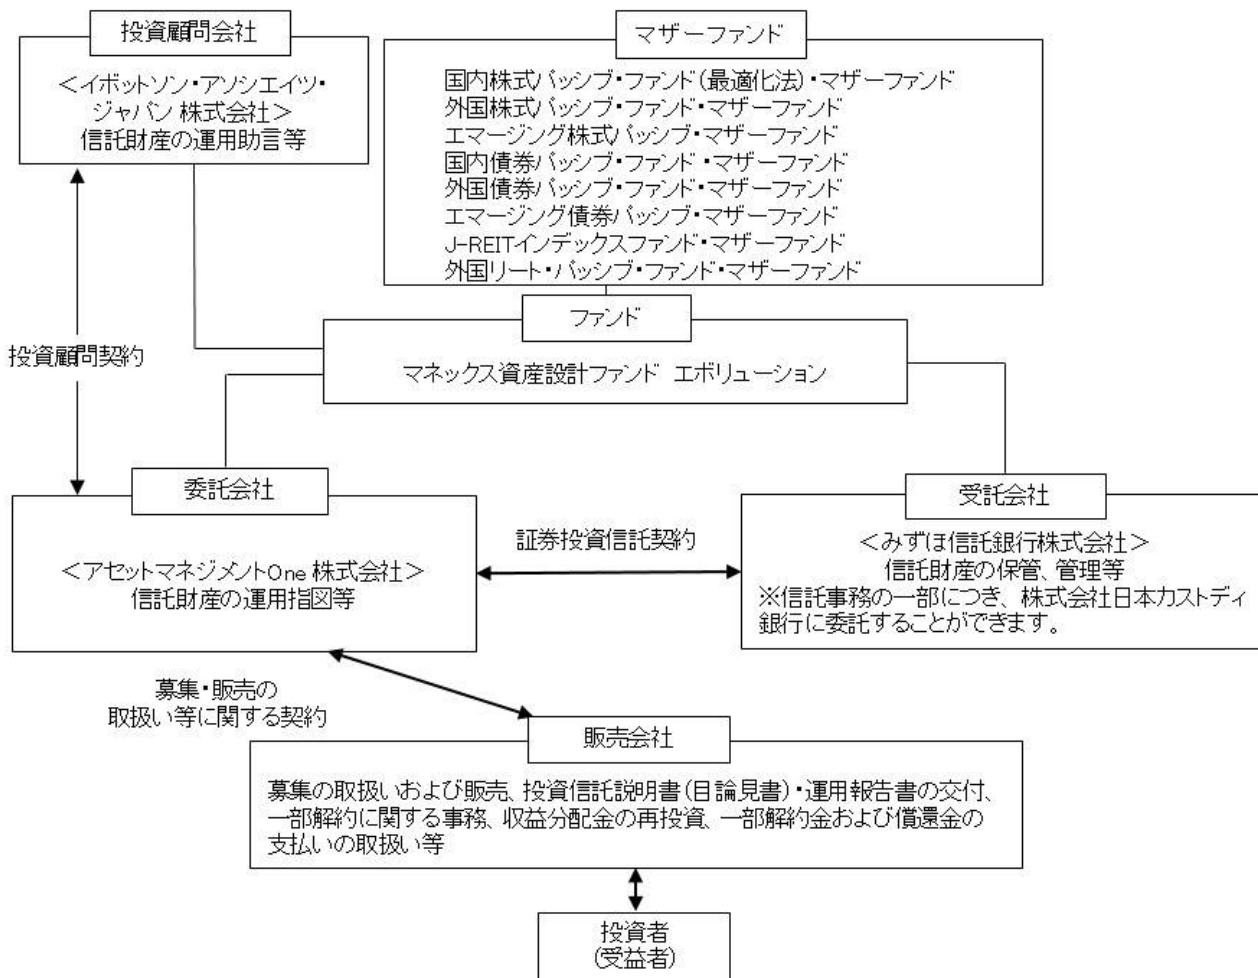 投資顧問会社
＜イボットソン・アソシエイツ・
ジャパン 株式会社＞
信託財産の運用助言等
マザーファンド
国内株式パッシブ・ファンド(最適化法)・マザーファンド
外国株式パッシブ・ファンド・マザーファンド
エマージング株式パッシブ・マザーファンド
国内債券パッシブ・ファンド・マザーファンド
外国債券パッシブ・ファンド・マザーファンド
エマージング債券パッシブ・マザーファンド
J-REITインデックスファンド・マザーファンド
外国リート・パッシブ・ファンド・マザーファンド
ファンド
マネックス資産設計ファンド エボリューション
投資顧問契約
委託会社
＜アセットマネジメントOne 株式会社＞
信託財産の運用指図等
証券投資信託契約
受託会社
＜みずほ信託銀行株式会社＞
信託財産の保管、管理等
※信託事務の一部につき、株式会社日本カストディ
銀行に委託することができます。
募集・販売の
取扱い等に関する契約
販売会社
募集の取扱いおよび販売、投資信託説明書(目論見書)・運用報告書の交付、
一部解約に関する事務、収益分配金の再投資、一部解約金および償還金の
支払いの取扱い等
投資者
(受益者)